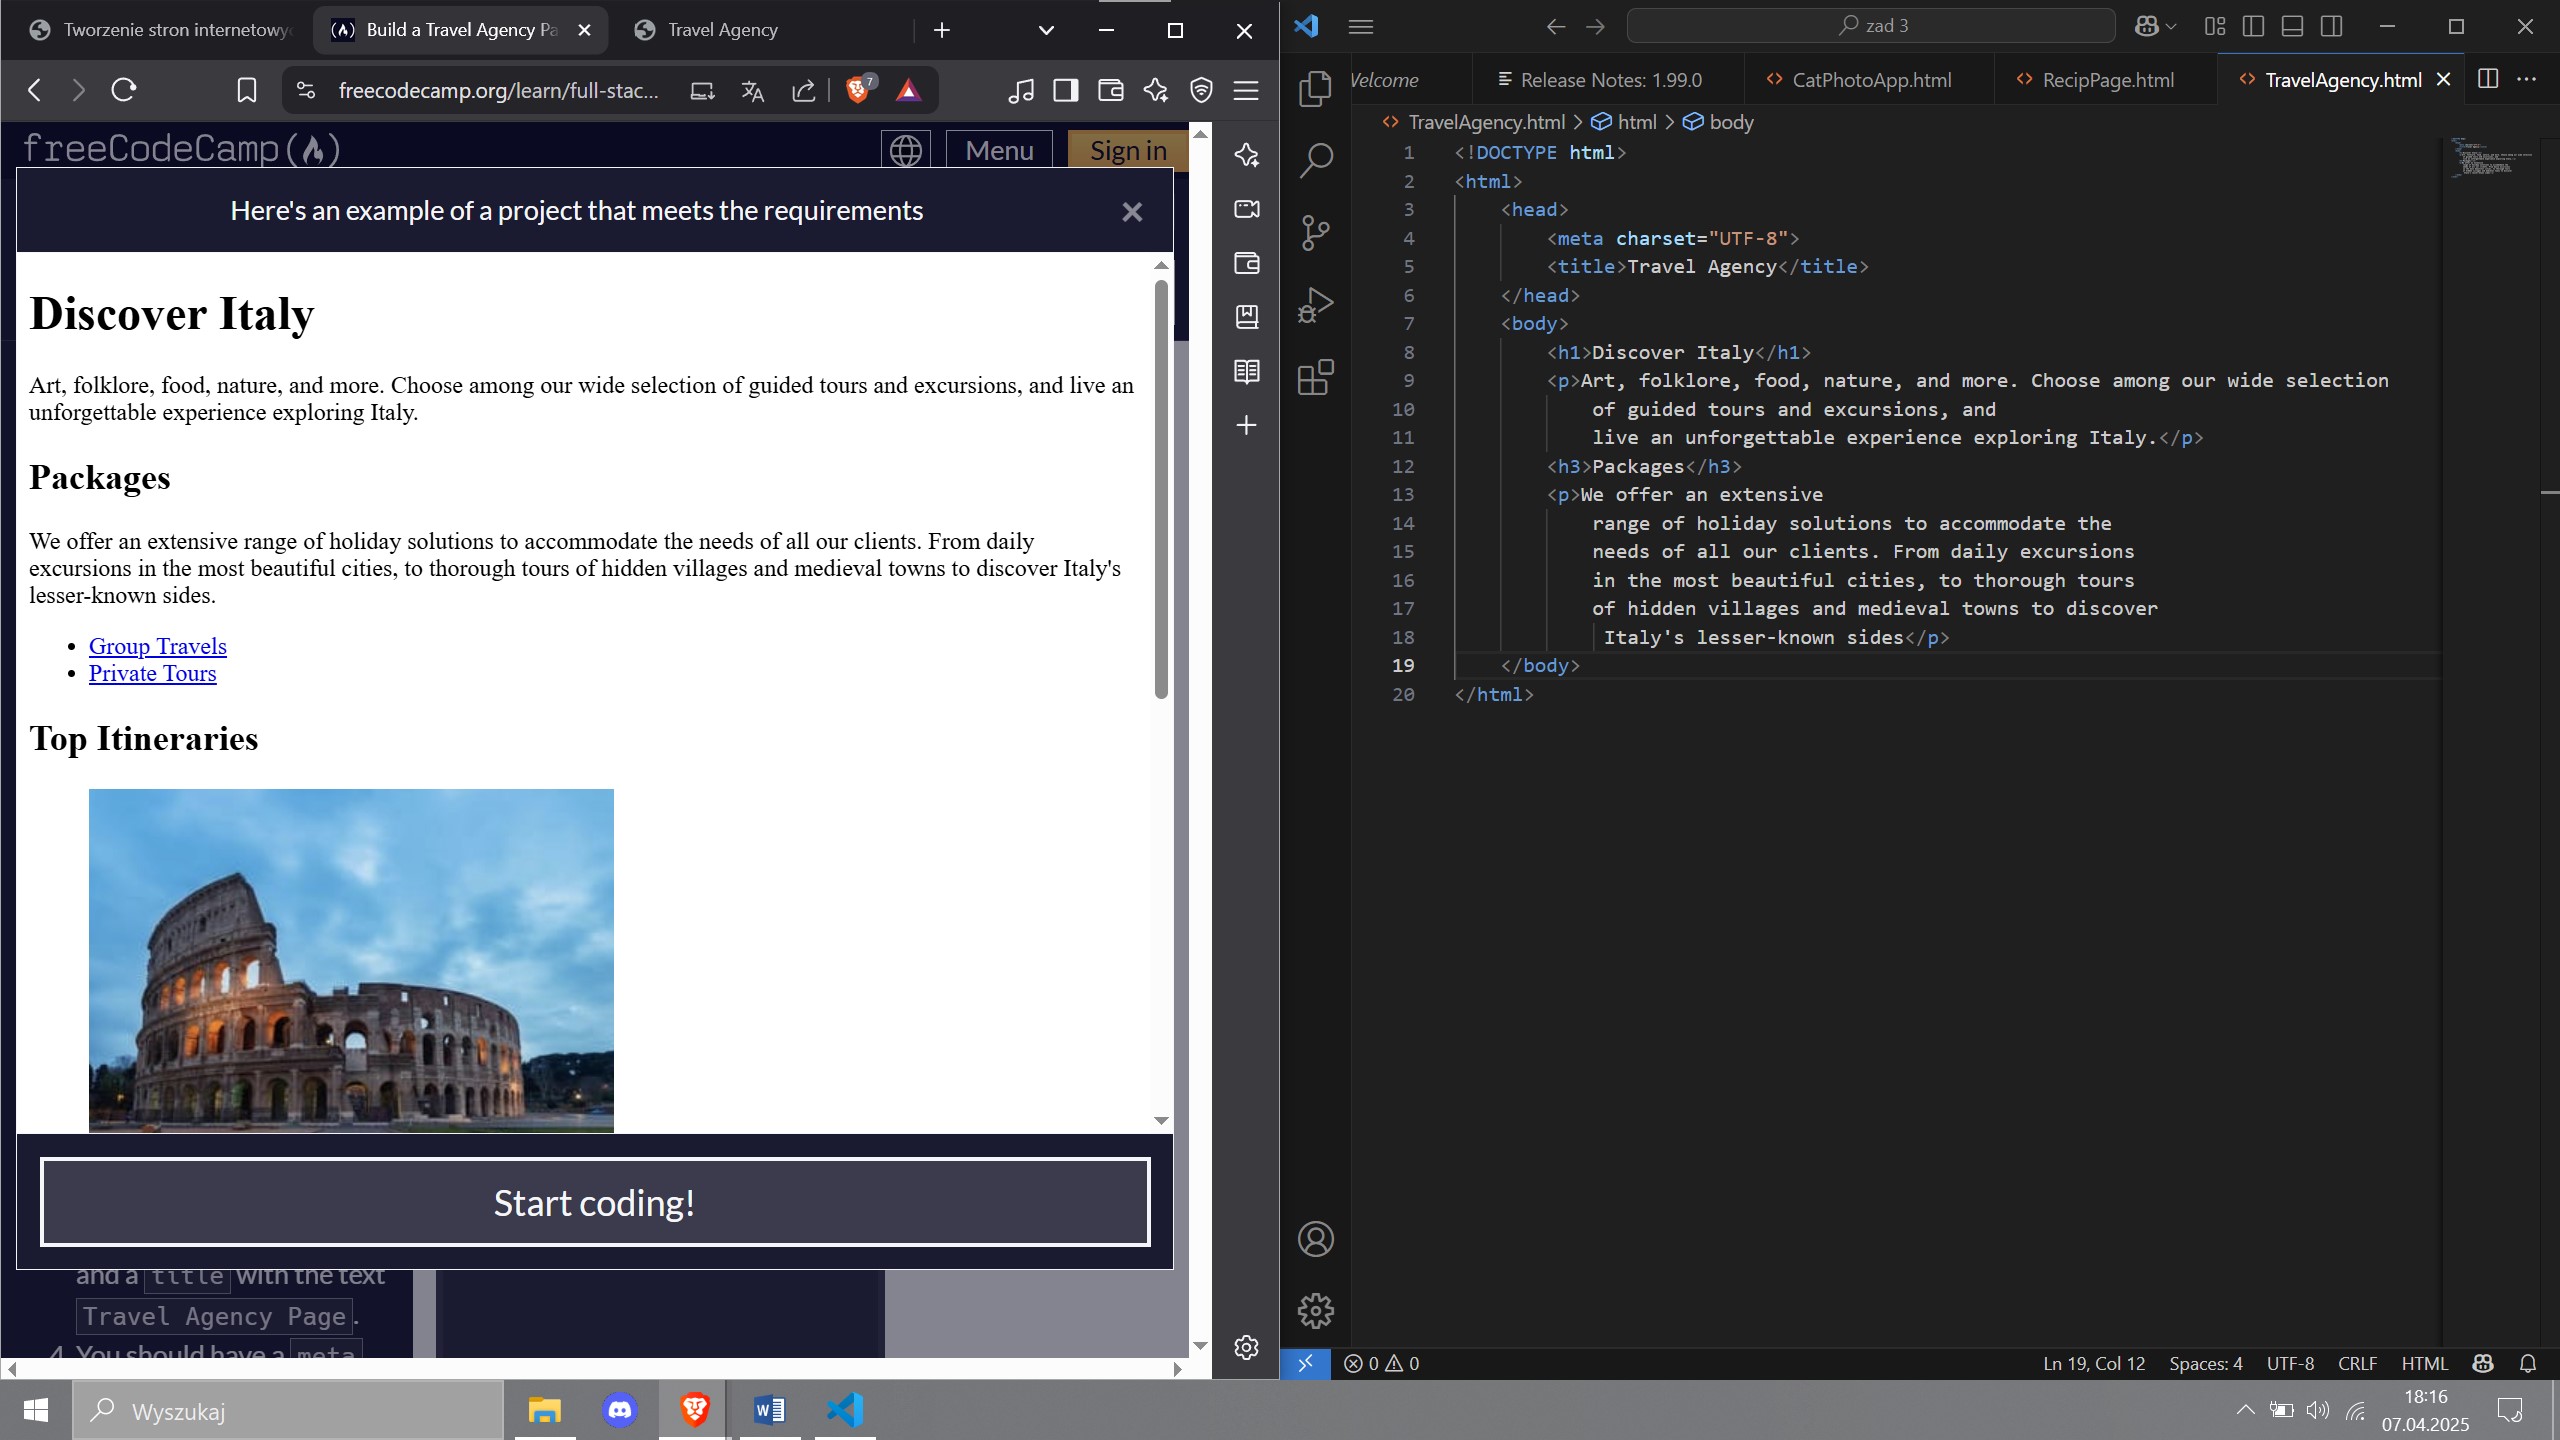 Tworzenie stron internetowy
Build a Travel Agency Pa
Travel Agency
freecodecamp.org/learn/full-stac...
7
freeCodeCamp
Menu
Sign in
Here's an example of a project that meets the requirements
Discover Italy
Art, folklore, food, nature, and more. Choose among our wide selection of guided tours and excursions, and live an
unforgettable experience exploring Italy.
Packages
We offer an extensive range of holiday solutions to accommodate the needs of all our clients. From daily
excursions in the most beautiful cities, to thorough tours of hidden villages and medieval towns to discover Italy's
lesser-known sides.
Group Travels
Private Tours
Top Itineraries
Start coding!
and a title with the text
Travel Agency Page.
4. You should have a meta
zad 3
Welcome
Release Notes: 1.99.0
CatPhotoApp.html
RecipPage.html
TravelAgency.html
TravelAgency.html > html > body
1 <!DOCTYPE html>
2 <html>
3 <head>
4 <meta charset="UTF-8">
5 <title>Travel Agency</title>
6 </head>
7 <body>
8 <h1>Discover Italy</h1>
9 <p>Art, folklore, food, nature, and more. Choose among our wide selection
10 of guided tours and excursions, and
11 live an unforgettable experience exploring Italy.</p>
12 <h3>Packages</h3>
13 <p>We offer an extensive
14 range of holiday solutions to accommodate the
15 needs of all our clients. From daily excursions
16 in the most beautiful cities, to thorough tours
17 of hidden villages and medieval towns to discover
18 Italy's lesser-known sides</p>
19 </body>
20 </html>
0 0
Ln 19, Col 12
Spaces: 4
UTF-8
CRLF
HTML
Wyszukaj
18:16
07.04.2025